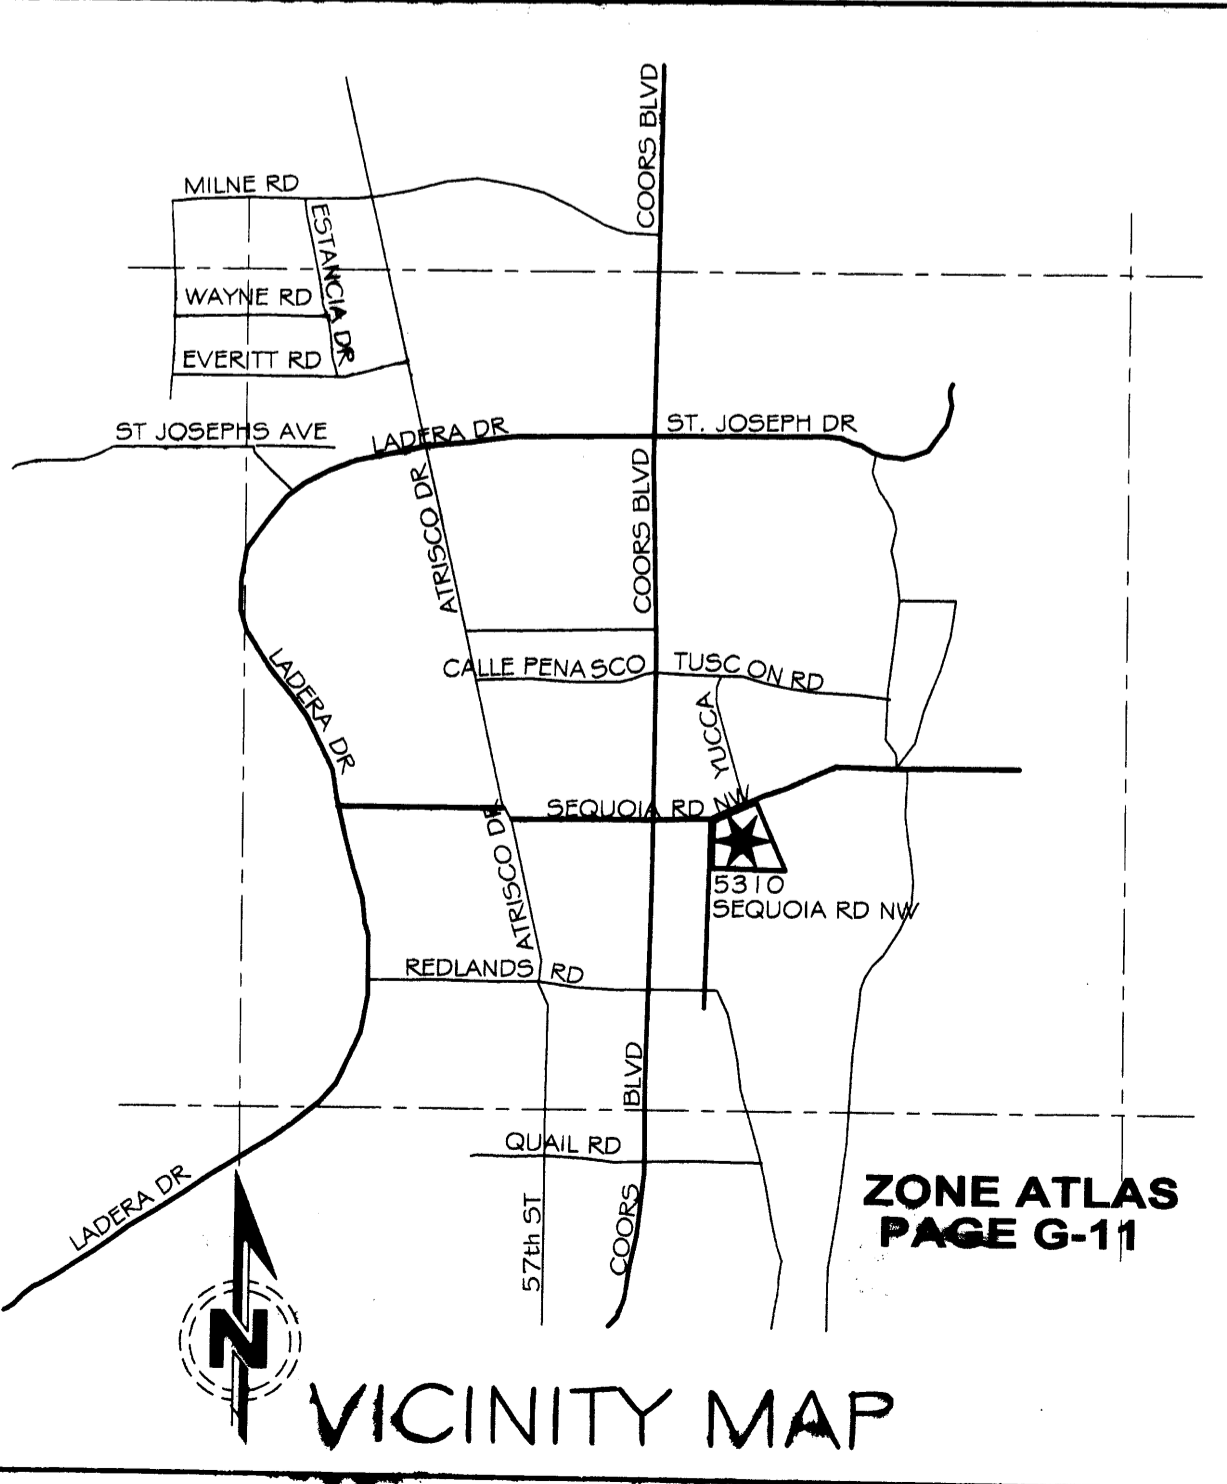 COORS BLVD
MILNE RD
ESTANCIA DR
WAYNE RD
EVERITT RD
ST JOSEPHS AVE
LADERA DR
ST. JOSEPH DR
ATRISCO DR
COORS BLVD
CALLE PENASCO
TUSCON RD
LADERA DR
YUCCA
SEQUOIA RD NW
ATRISCO DR
5310
SEQUOIA RD NW
REDLANDS RD
BLVD
QUAIL RD
LADERA DR
57th ST
COORS
ZONE ATLAS
PAGE G-11
N
VICINITY MAP